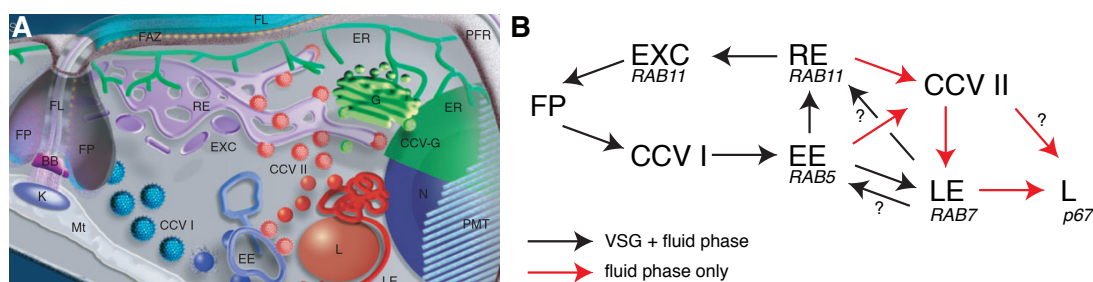 A
FL
FAZ
ER
PFR
FL
RE
G
ER
FP
FP
EXC
CCV-G
BB
CCV II
K
N
Mt
CCV I
PMT
EE
L
LE
B
EXC
RAB11
RE
RAB11
CCV II
FP
?
?
CCV I
EE
RAB5
LE
RAB7
L
p67
?
VSG + fluid phase
fluid phase only